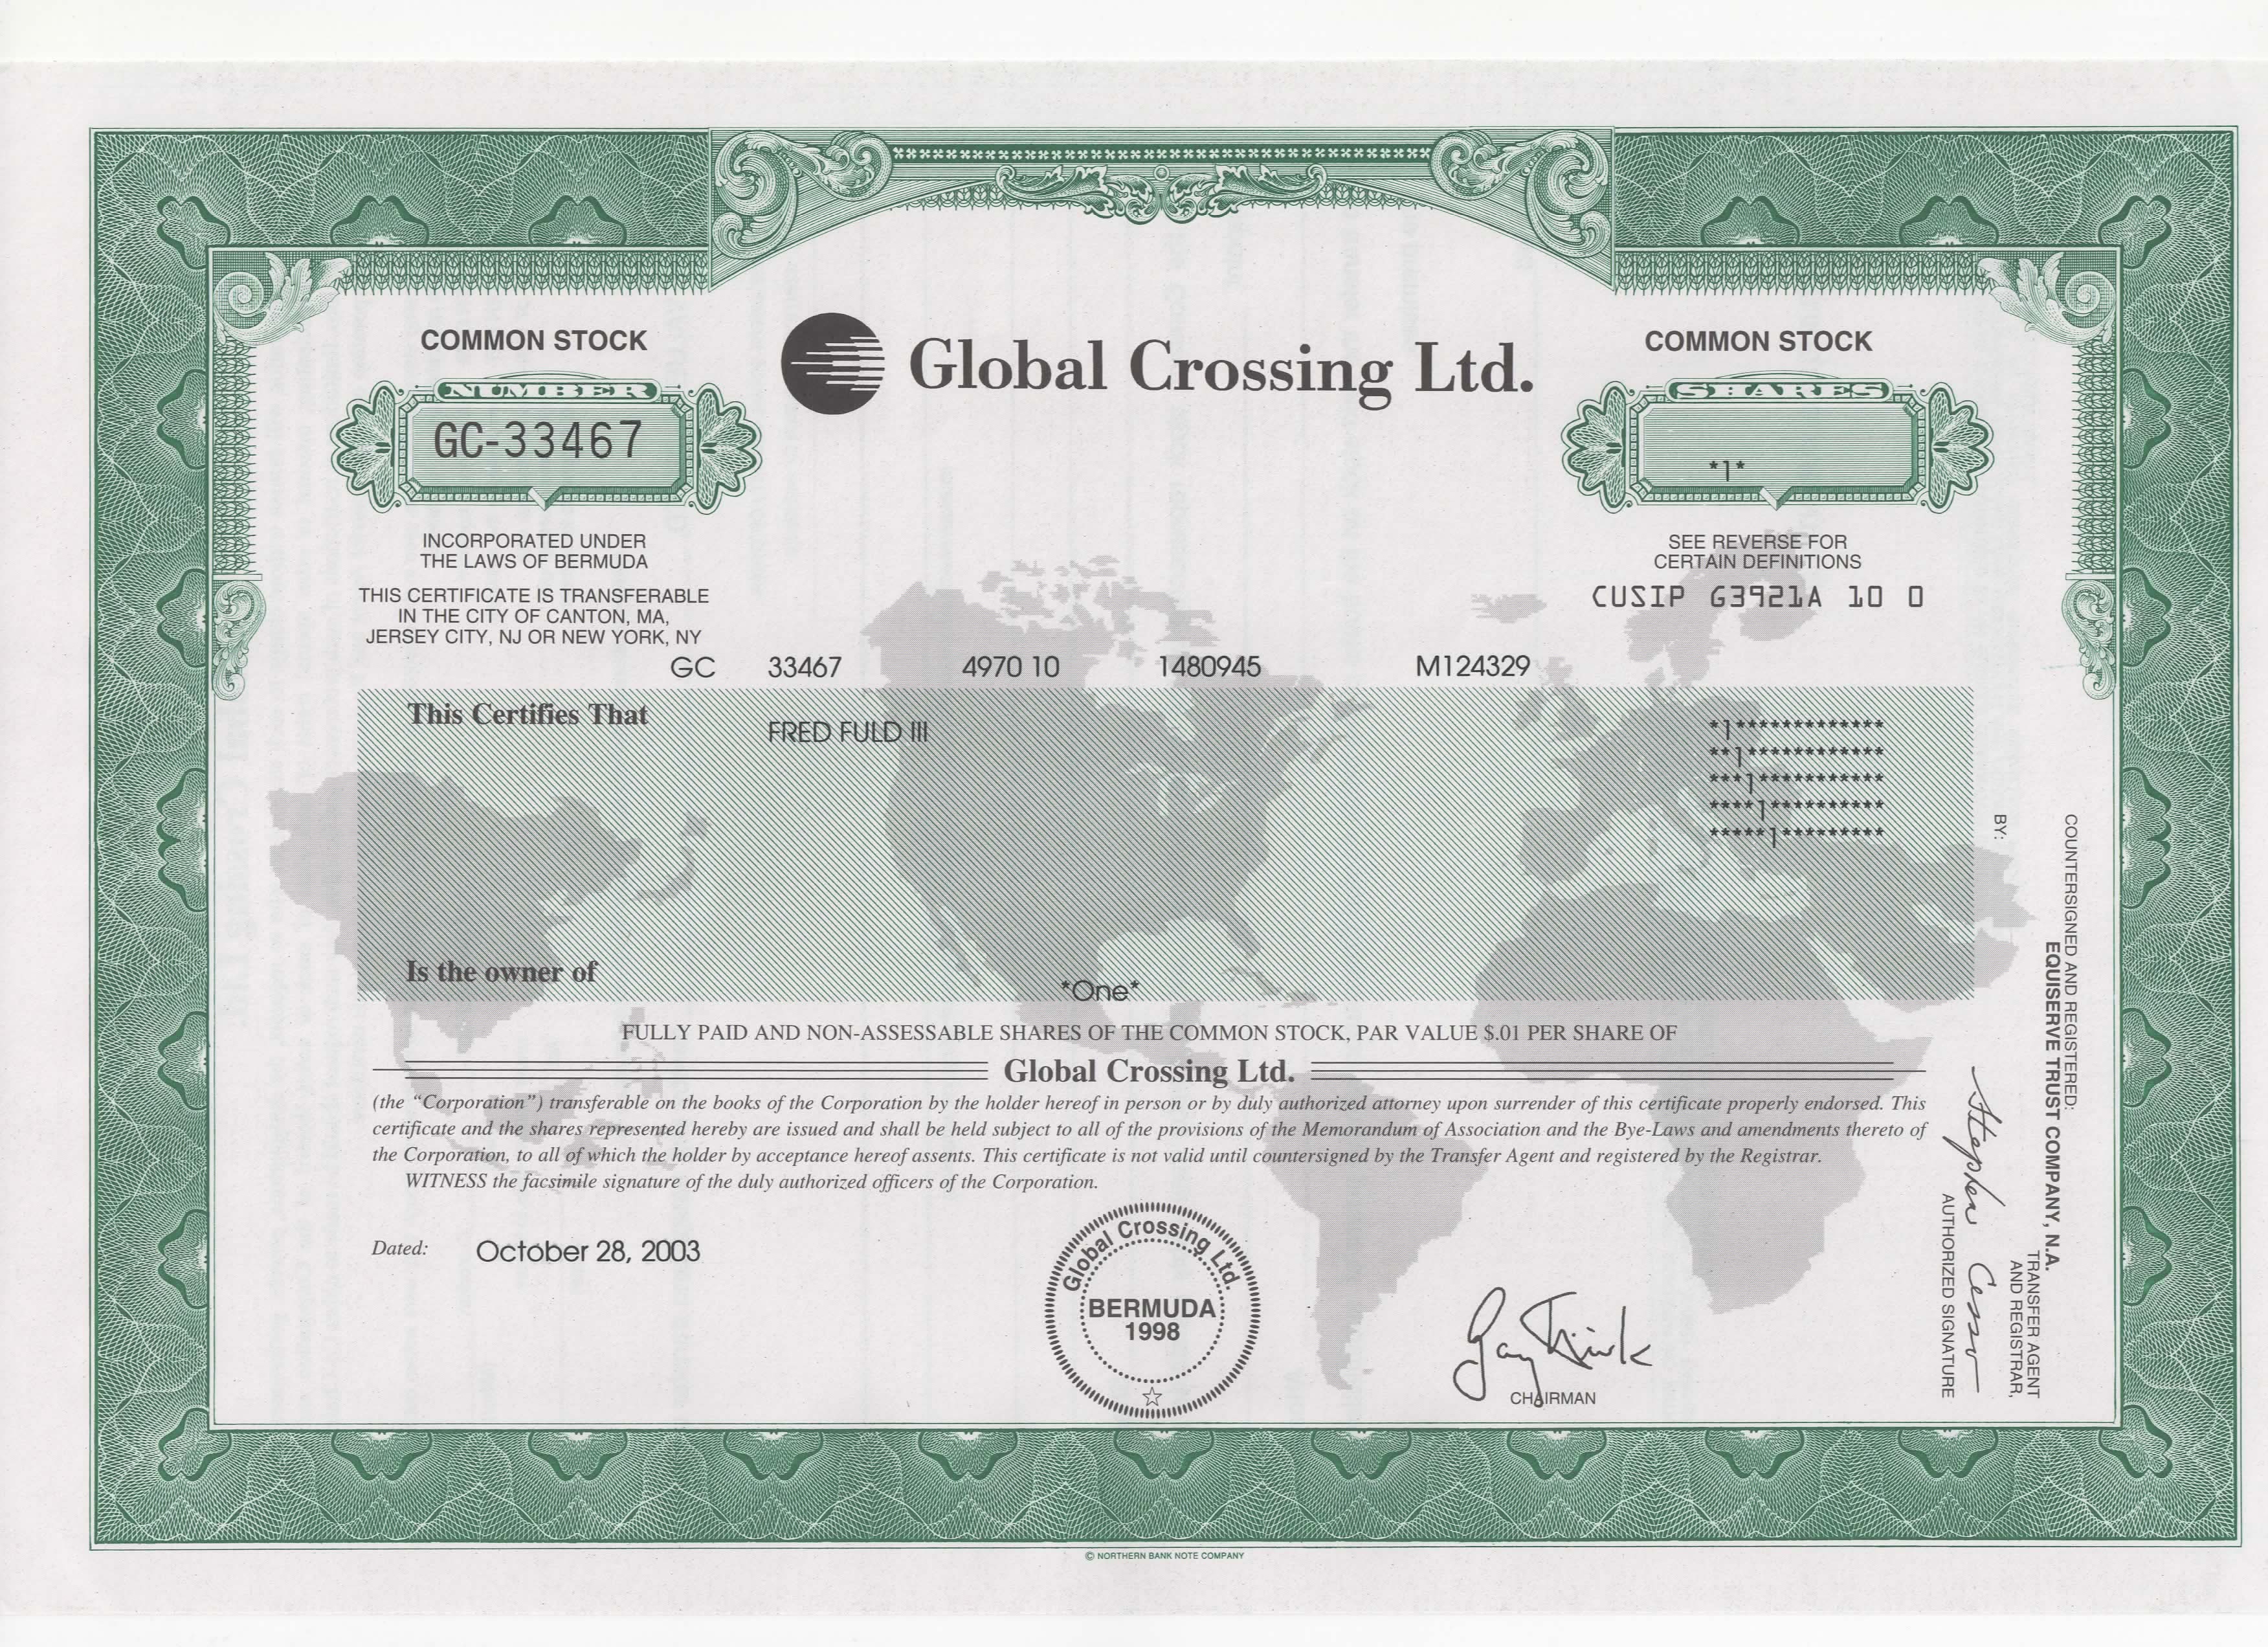 COMMON STOCK
NUMBER
GC-33467
INCORPORATED UNDER
THE LAWS OF BERMUDA
THIS CERTIFICATE IS TRANSFERABLE
IN THE CITY OF CANTON, MA,
JERSEY CITY, NJ OR NEW YORK, NY
Global Crossing Ltd.
COMMON STOCK
SHARES
*1*
SEE REVERSE FOR
CERTAIN DEFINITIONS
CUSIP G3921A 10 0
GC 33467 4970 10 1480945 M124329
This Certifies That
FRED FULD III
*1*************
**1************
***1***********
****1**********
*****1*********
Is the owner of
*One*
FULLY PAID AND NON-ASSESSABLE SHARES OF THE COMMON STOCK, PAR VALUE $.01 PER SHARE OF
Global Crossing Ltd.
(the “Corporation”) transferable on the books of the Corporation by the holder hereof in person or by duly authorized attorney upon surrender of this certificate properly endorsed. This
certificate and the shares represented hereby are issued and shall be held subject to all of the provisions of the Memorandum of Association and the Bye-Laws and amendments thereto of
the Corporation, to all of which the holder by acceptance hereof assents. This certificate is not valid until countersigned by the Transfer Agent and registered by the Registrar.
WITNESS the facsimile signature of the duly authorized officers of the Corporation.
Dated: October 28, 2003
Global Crossing Ltd.
BERMUDA
1998
CHAIRMAN
COUNTERSIGNED AND REGISTERED:
EQUISERVE TRUST COMPANY, N.A.
TRANSFER AGENT
AND REGISTRAR,
BY:
Stephen
AUTHORIZED SIGNATURE
© NORTHERN BANK NOTE COMPANY